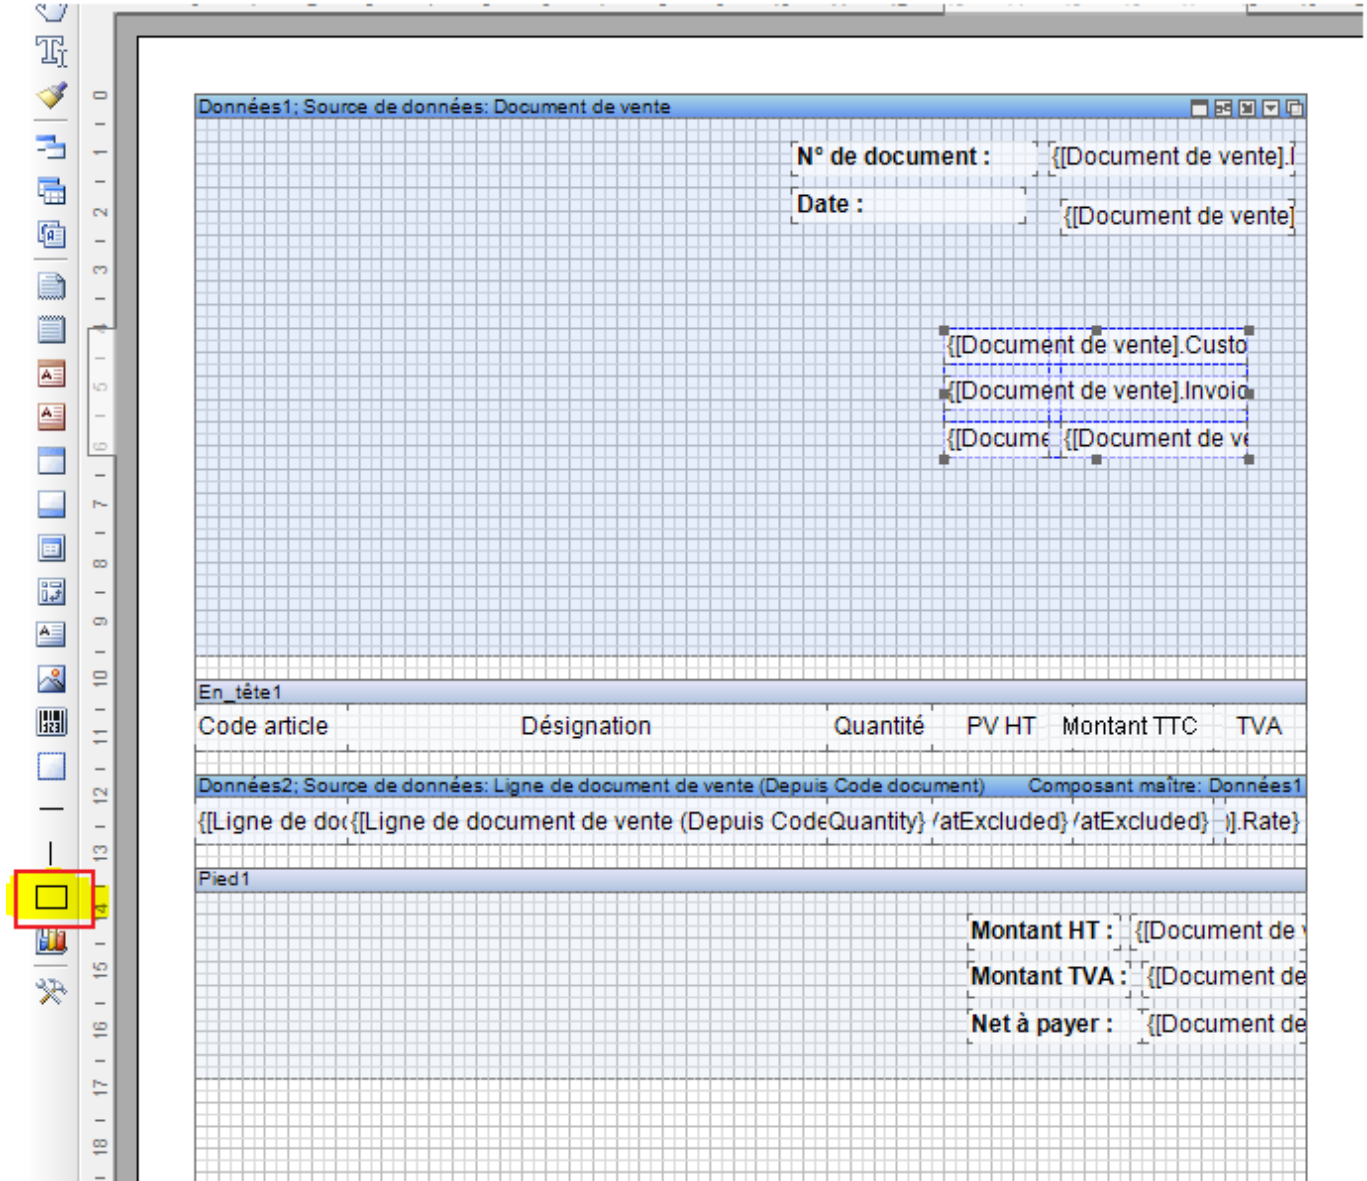 Données1; Source de données: Document de vente
N° de document : {[Document de vente].I
Date : {[Document de vente]
{[Document de vente].Custo
{[Document de vente].Invoic
{[Docume {[Document de ve
En_tête1
Code article Désignation Quantité PV HT Montant TTC TVA
Données2; Source de données: Ligne de document de vente (Depuis Code document) Composant maître: Données1
{[Ligne de doc {[Ligne de document de vente (Depuis Code Quantity} /atExcluded} /atExcluded} )].Rate}
Pied1
Montant HT : {[Document de v
Montant TVA : {[Document de
Net à payer : {[Document de
0
1
2
3
4
5
6
7
8
9
10
11
12
13
14
15
16
17
18